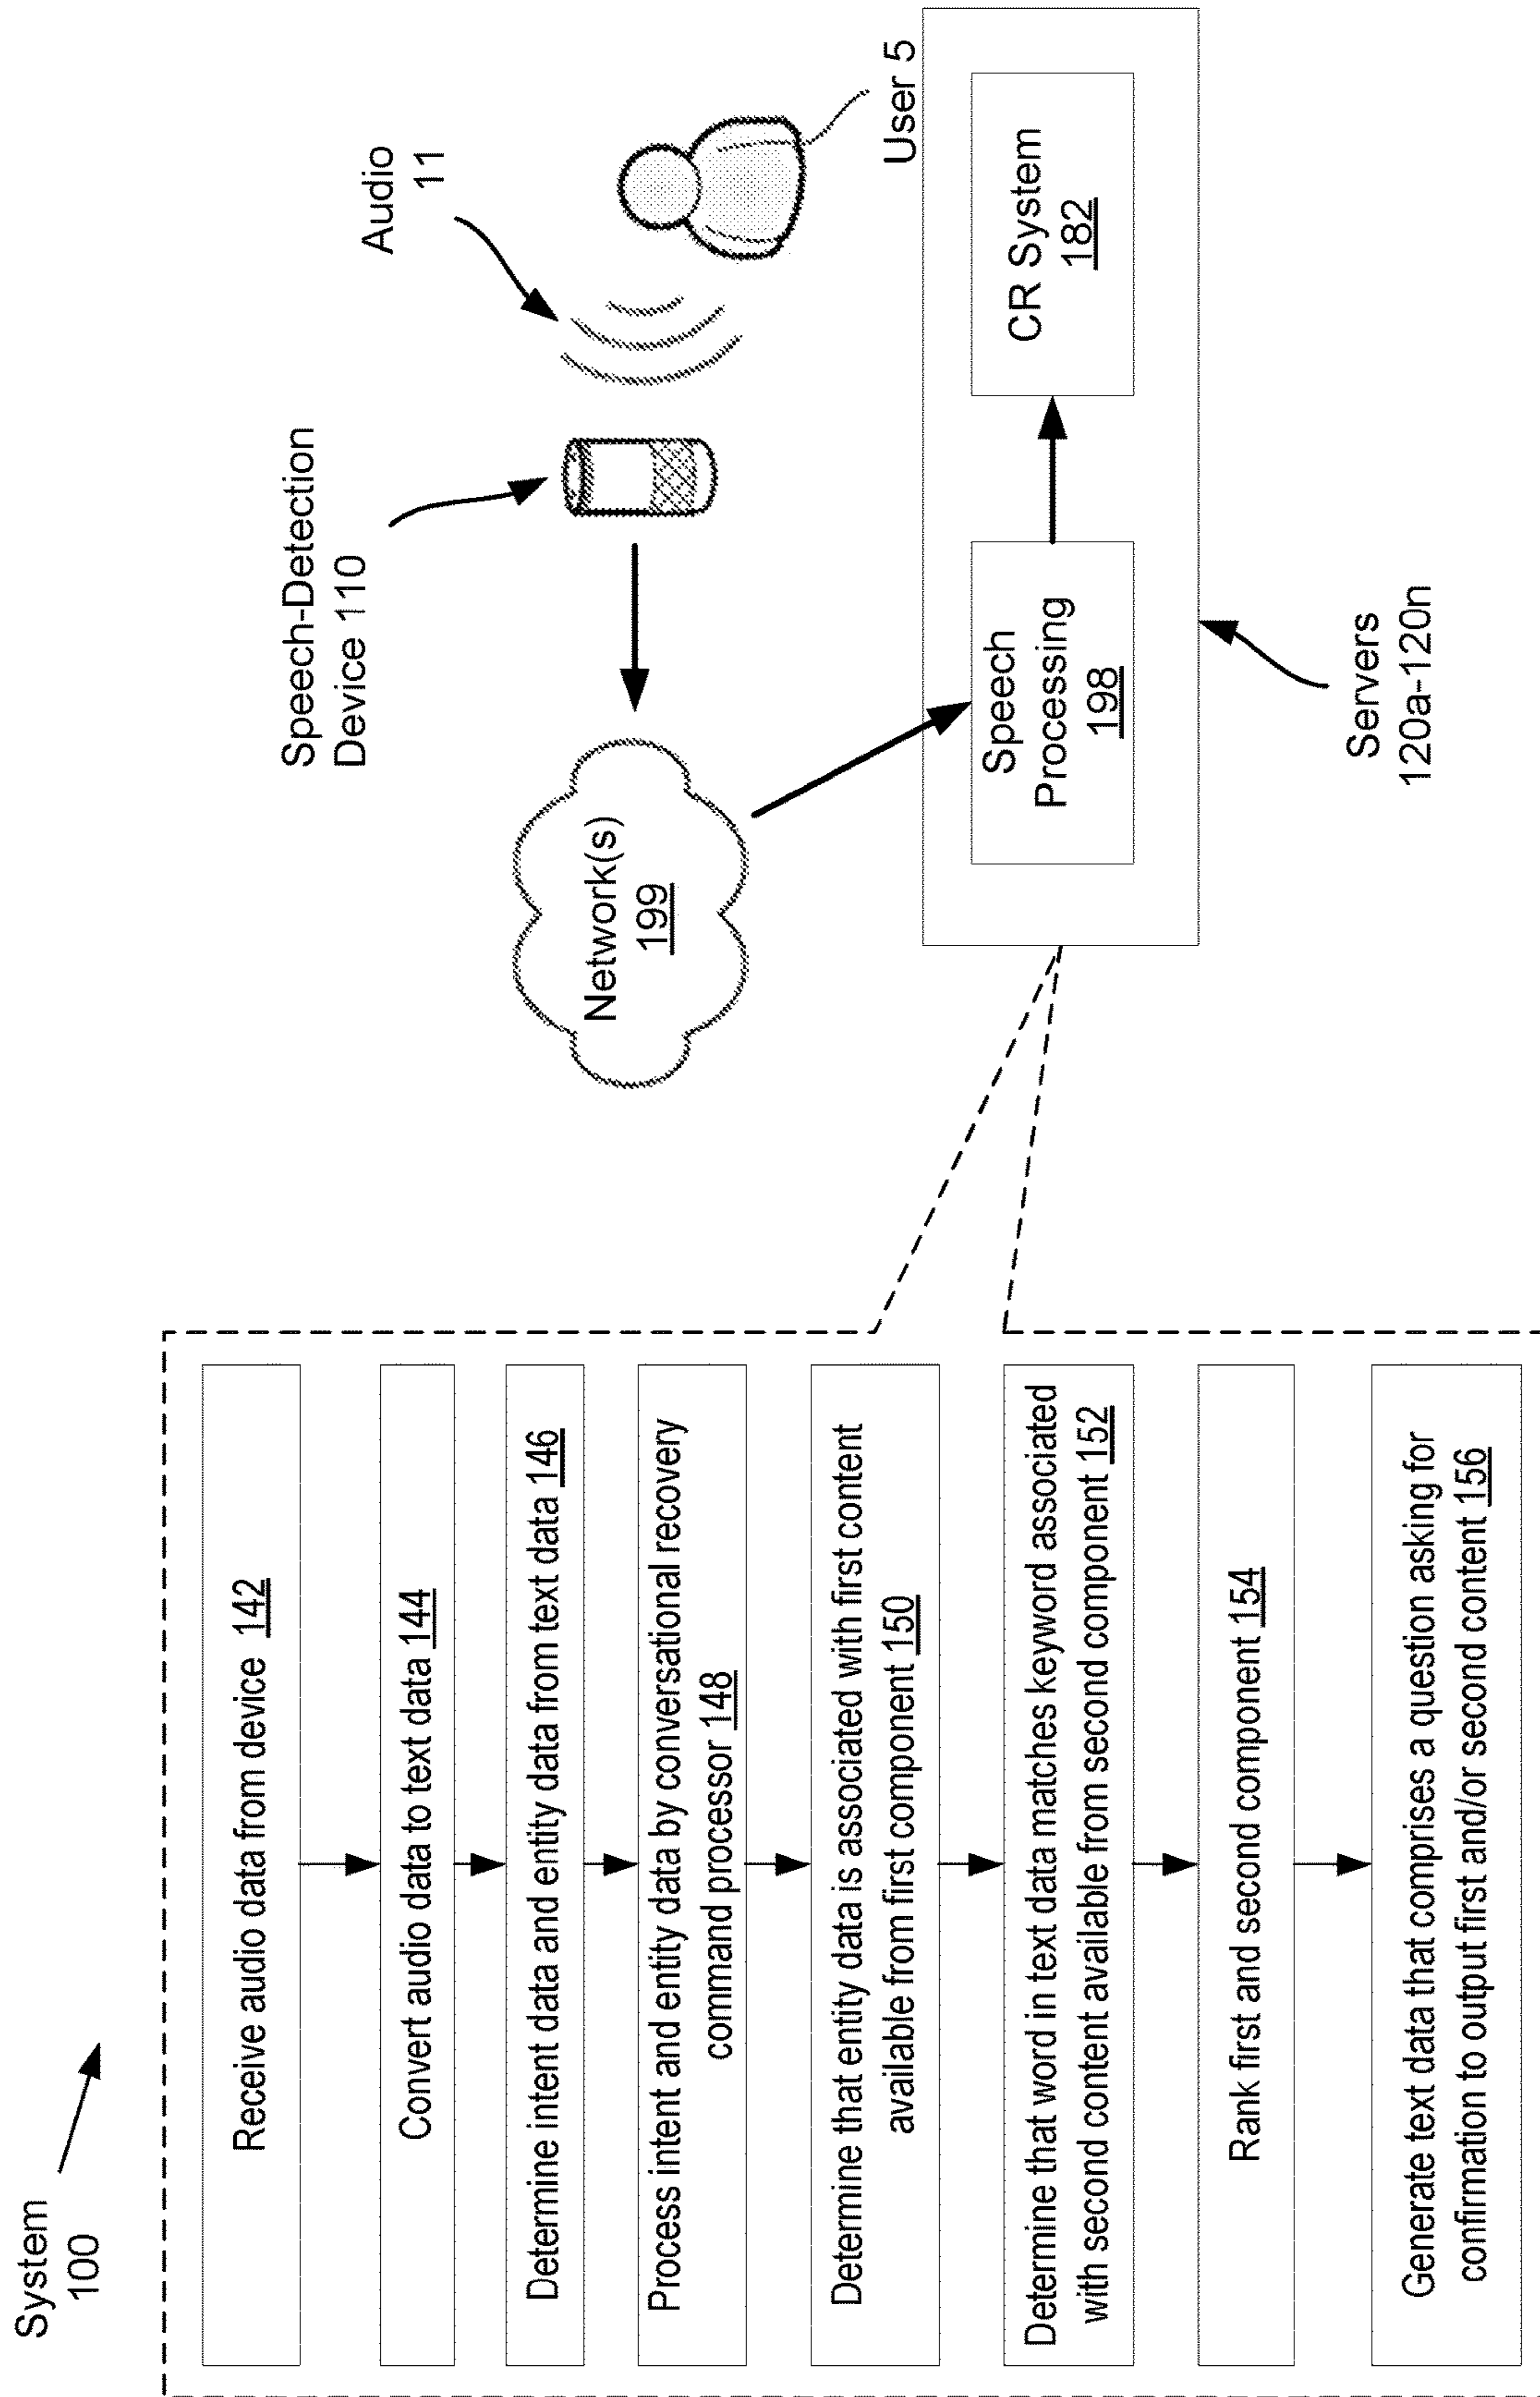 System
100
Receive audio data from device 142
Convert audio data to text data 144
Determine intent data and entity data from text data 146
Process intent and entity data by conversational recovery
command processor 148
Determine that entity data is associated with first content
available from first component 150
Determine that word in text data matches keyword associated
with second content available from second component 152
Rank first and second component 154
Generate text data that comprises a question asking for
confirmation to output first and/or second content 156
Speech-Detection
Device 110
Audio
11
User 5
Network(s)
199
Speech
Processing
198
CR System
182
Servers
120a-120n